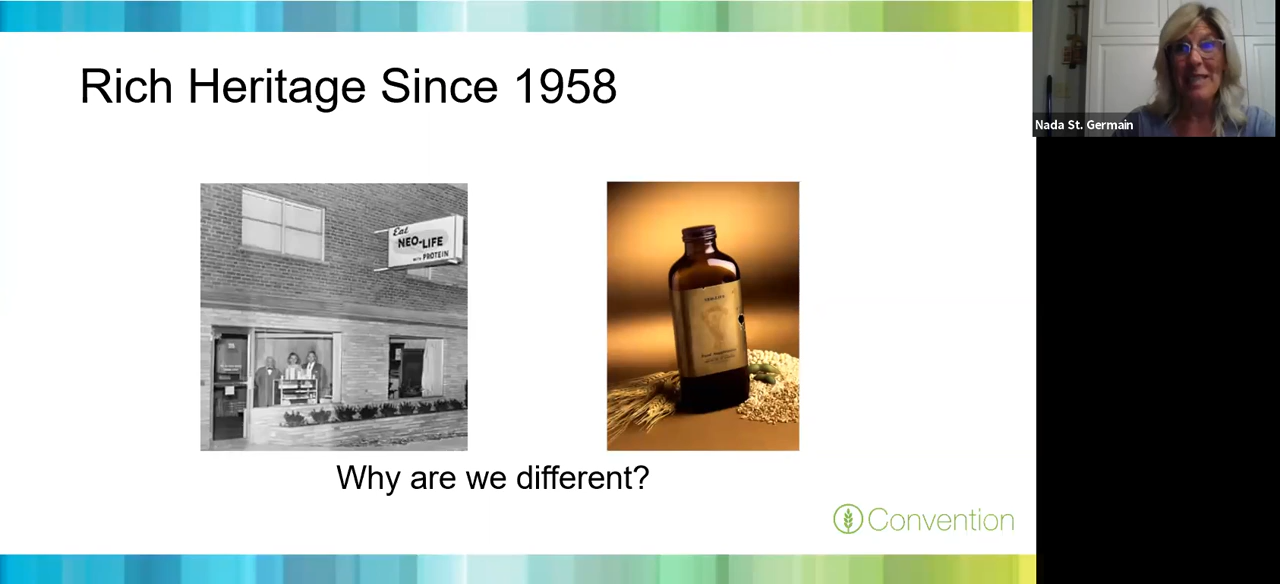 Rich Heritage Since 1958
Nada St. Germain
Eat
NEO-LIFE
WITH PROTEIN
Why are we different?
Convention